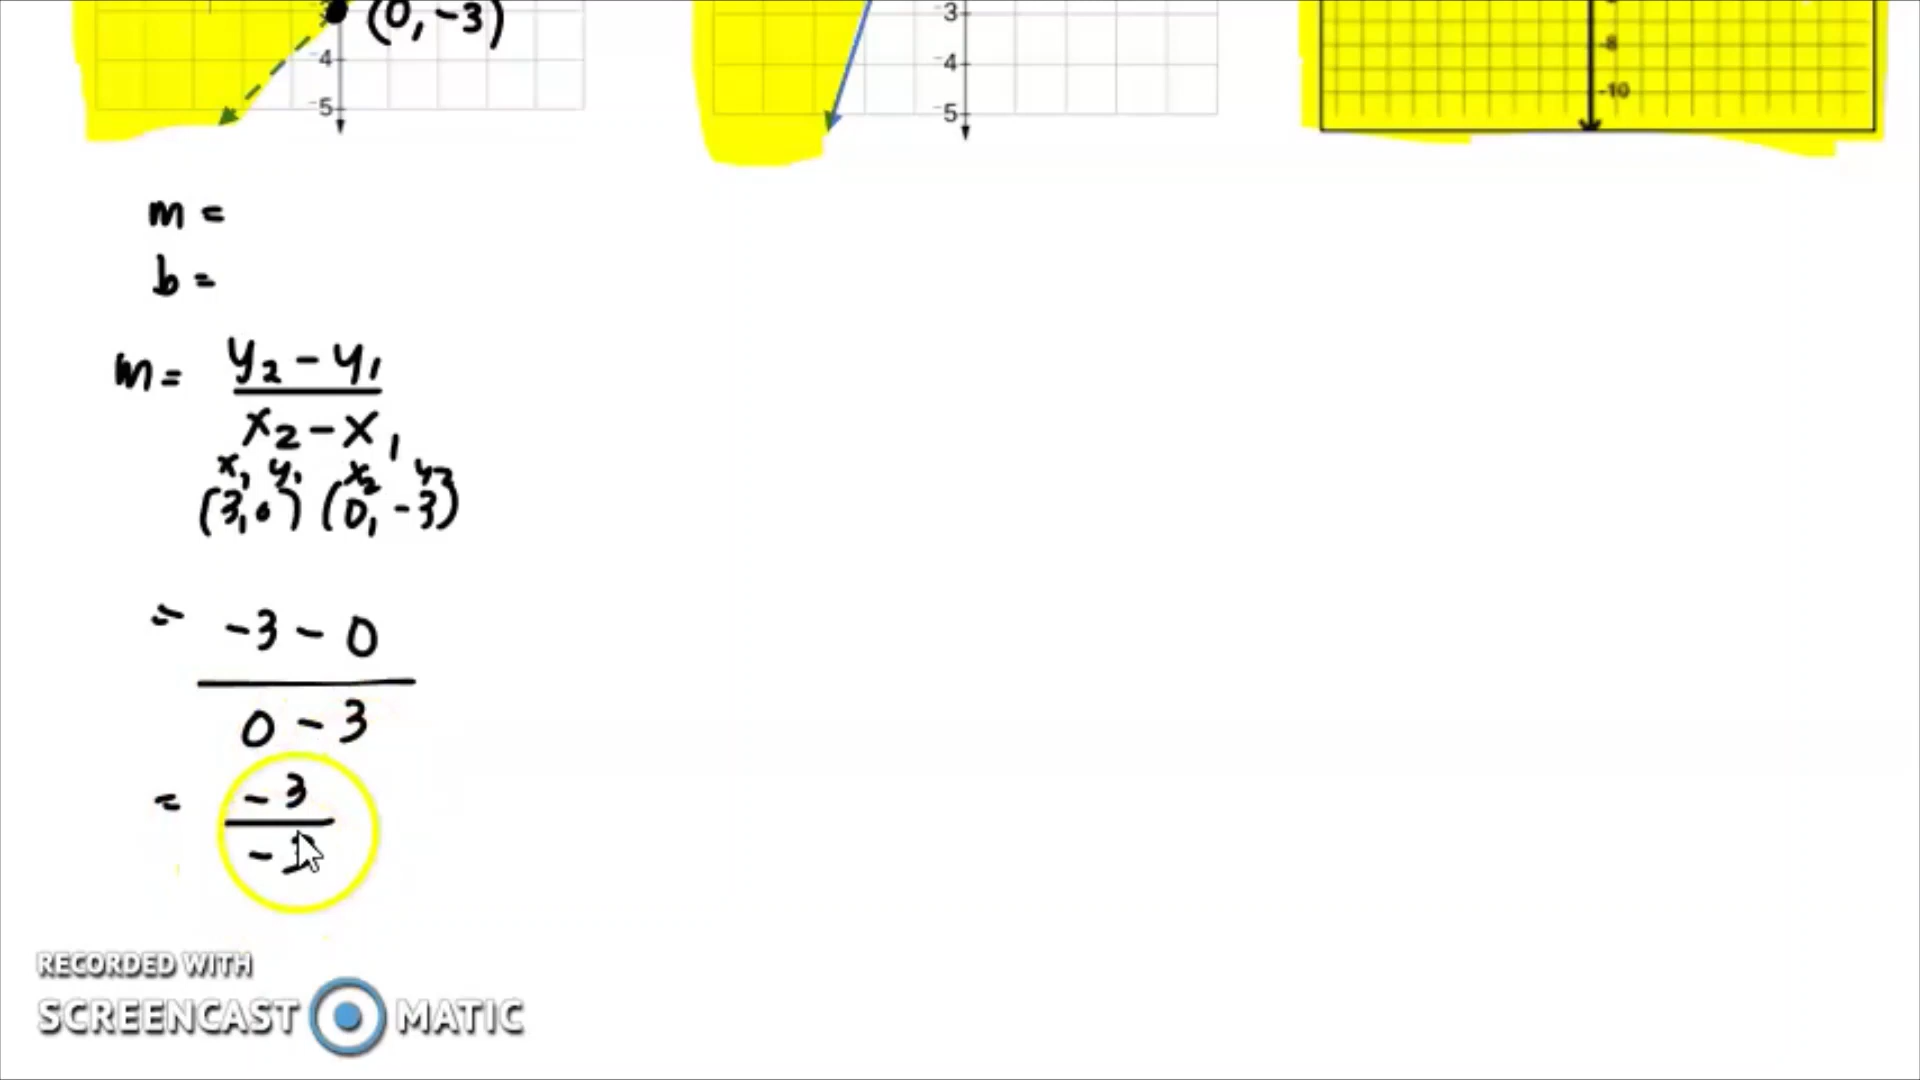 (0, -3)
-4
-5
-3
-4
-5
-8
-10
m =
b =
m = y₂ - y₁
x₂ - x₁
x₁ y₁ x₂ y₂
(3, 0) (0, -3)
= -3 - 0
0 - 3
= -3
-
RECORDED WITH
SCREENCAST MATIC